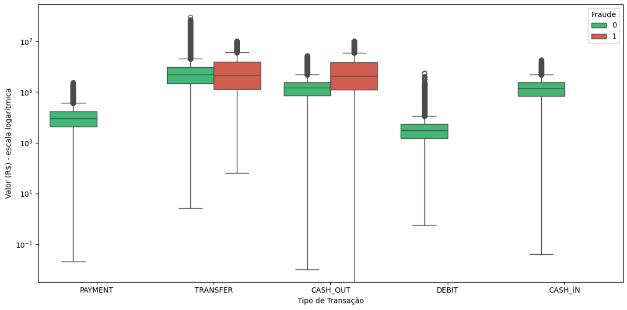 Fraude
0
1
10^7
10^5
10^3
10^1
10^-1
Valor (R$) - escala logarítmica
PAYMENT TRANSFER CASH_OUT DEBIT CASH_IN
Tipo de Transação